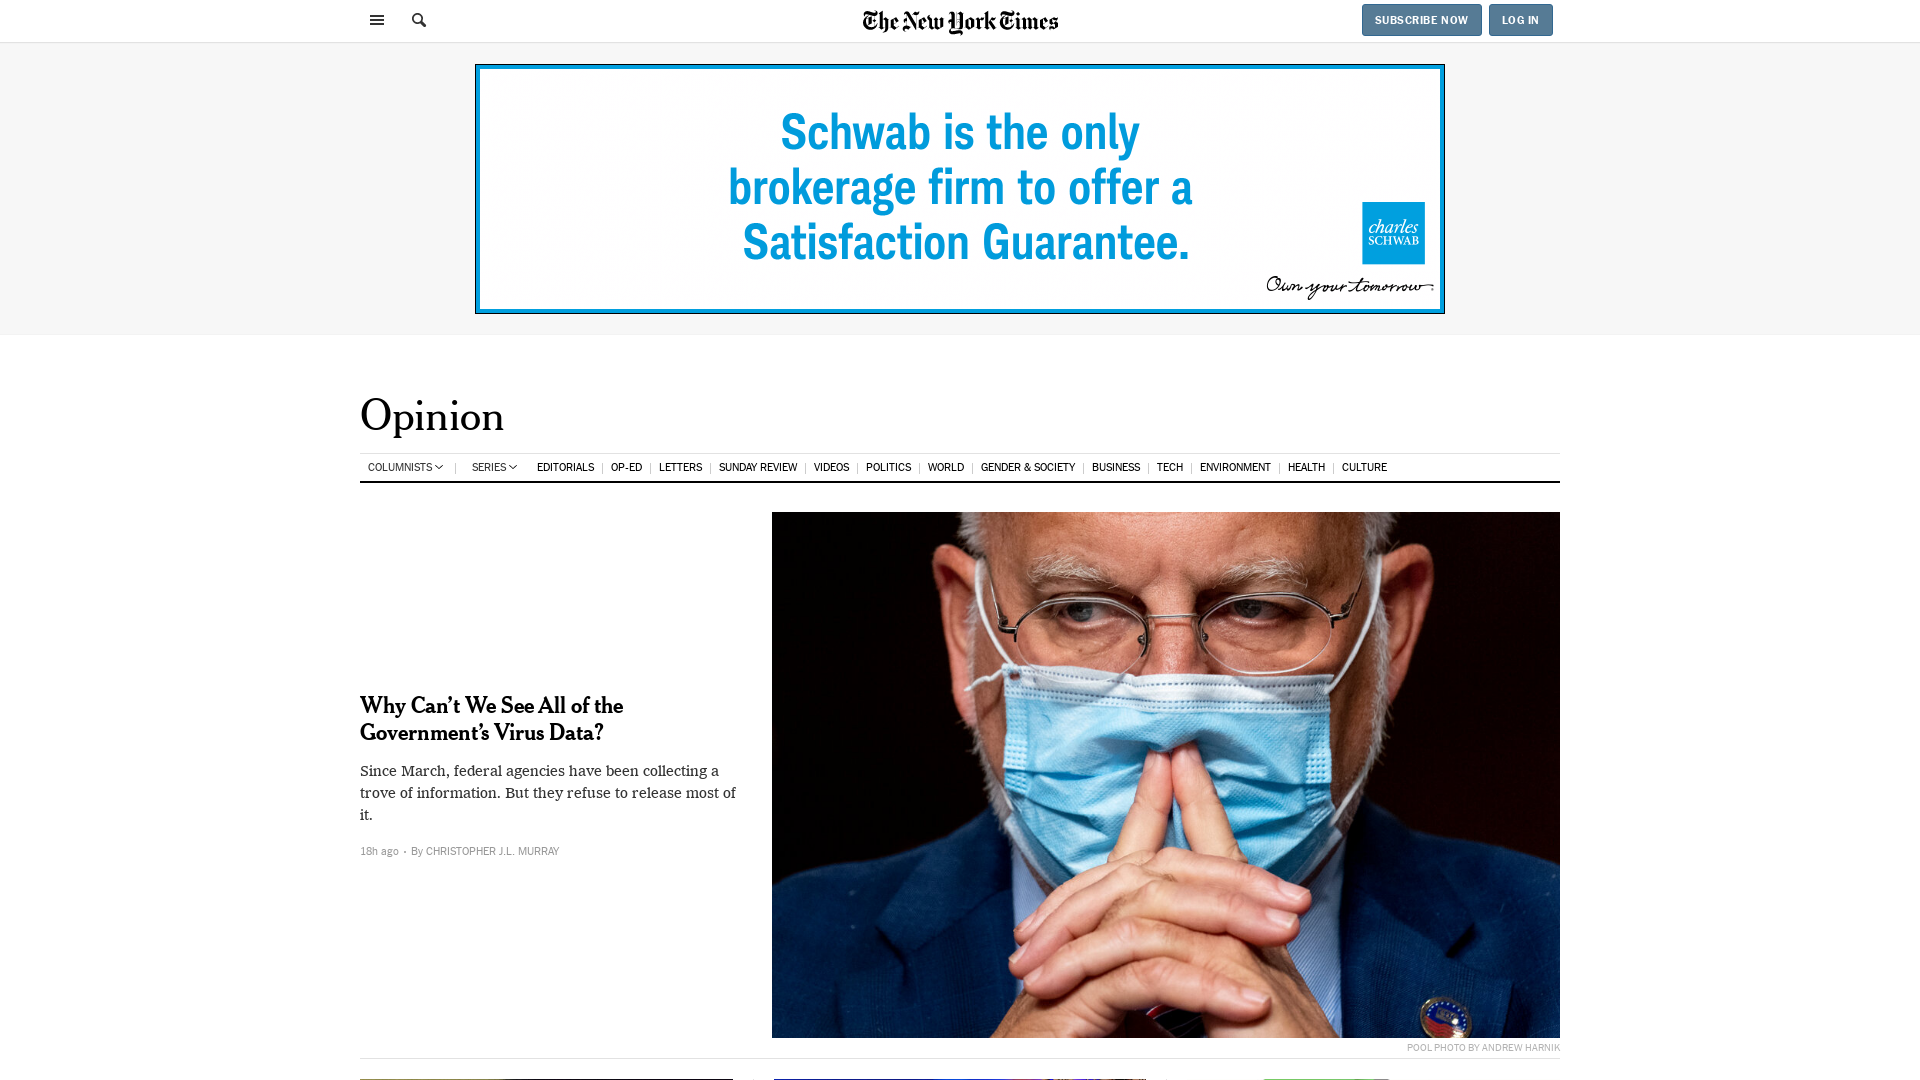 The New York Times
SUBSCRIBE NOW
LOG IN
Schwab is the only
brokerage firm to offer a
Satisfaction Guarantee.
charles
SCHWAB
Own your tomorrow.
Opinion
COLUMNISTS SERIES EDITORIALS OP-ED LETTERS SUNDAY REVIEW VIDEOS POLITICS WORLD GENDER & SOCIETY BUSINESS TECH ENVIRONMENT HEALTH CULTURE
Why Can’t We See All of the
Government’s Virus Data?
Since March, federal agencies have been collecting a
trove of information. But they refuse to release most of
it.
18h ago · By CHRISTOPHER J.L. MURRAY
POOL PHOTO BY ANDREW HARNIK